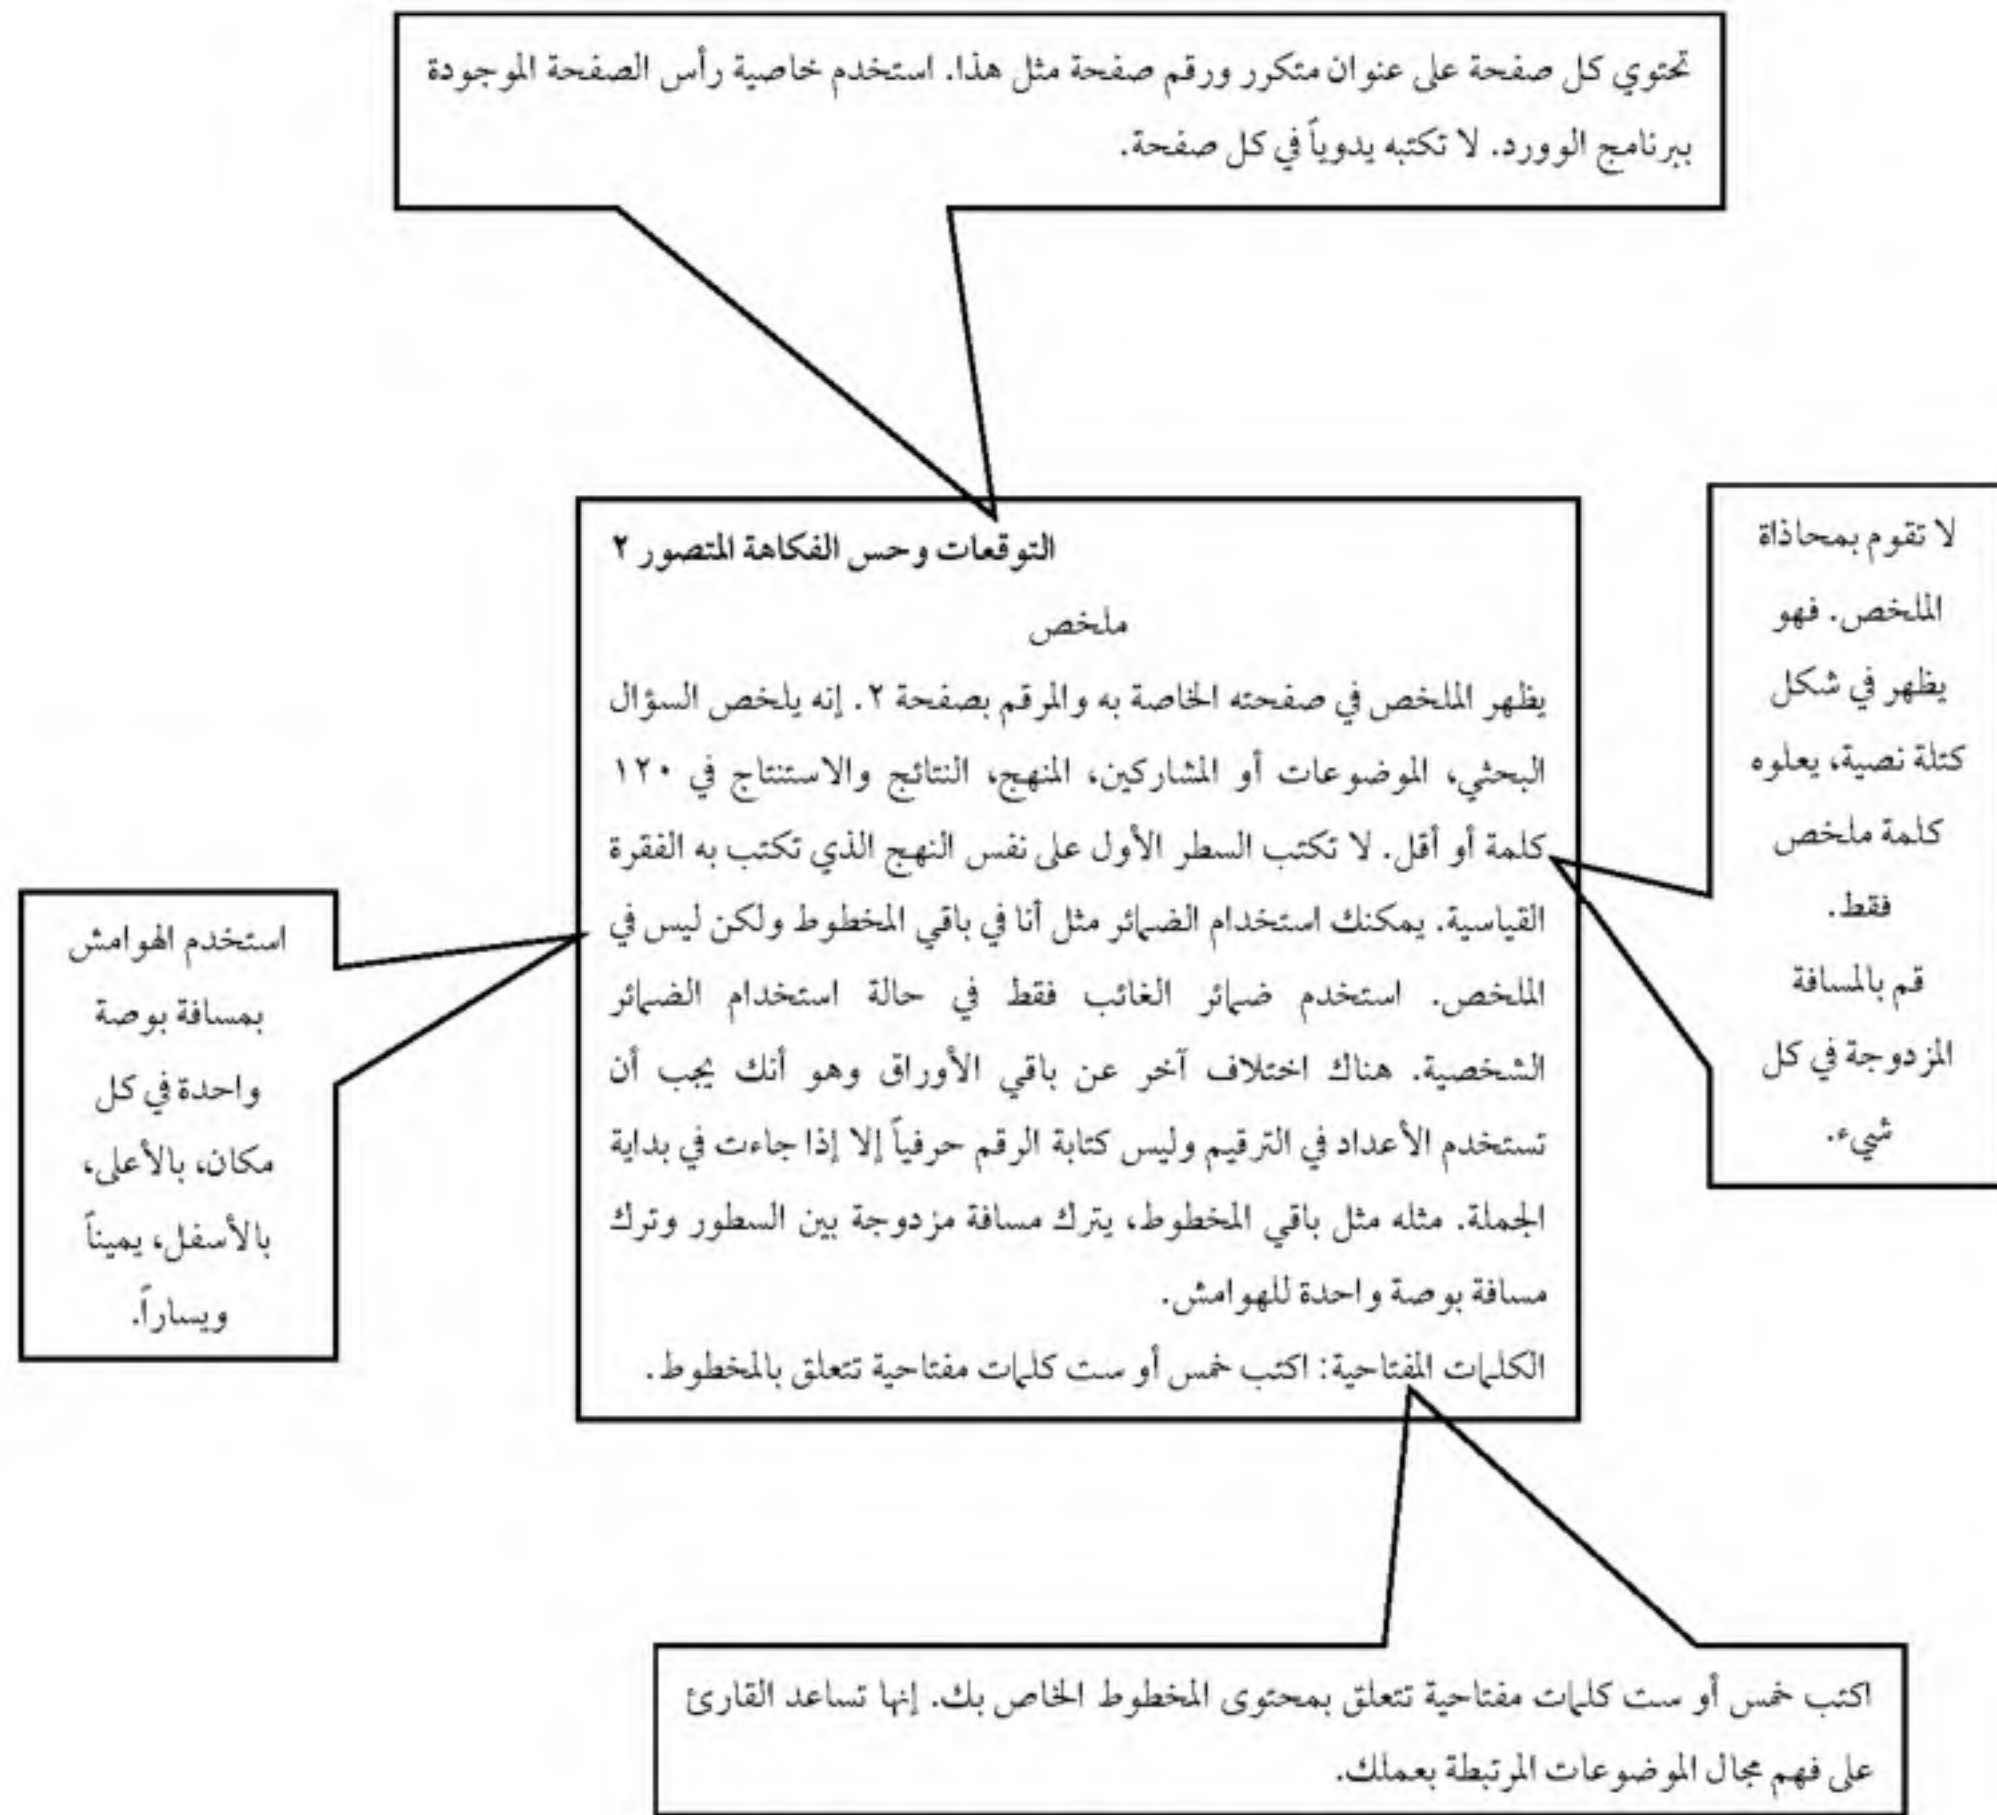 تحتوي كل صفحة على عنوان متكرر ورقم صفحة مثل هذا. استخدم خاصية رأس الصفحة الموجودة
ببرنامج الوورد. لا تكتبه يدوياً في كل صفحة.
التوقعات وحس الفكاهة المتصور ٢
ملخص
يظهر الملخص في صفحته الخاصة به والمرقم بصفحة ٢. إنه يلخص السؤال
البحثي، الموضوعات أو المشاركين، المنهج، النتائج والاستنتاج في ١٢٠
كلمة أو أقل. لا تكتب السطر الأول على نفس النهج الذي تكتب به الفقرة
القياسية. يمكنك استخدام الضمائر مثل أنا في باقي المخطوط ولكن ليس في
الملخص. استخدم ضمائر الغائب فقط في حالة استخدام الضمائر
الشخصية. هناك اختلاف آخر عن باقي الأوراق وهو أنك يجب أن
تستخدم الأعداد في الترقيم وليس كتابة الرقم حرفياً إلا إذا جاءت في بداية
الجملة. مثله مثل باقي المخطوط، يترك مسافة مزدوجة بين السطور وترك
مسافة بوصة واحدة للهوامش.
الكلمات المفتاحية: اكتب خمس أو ست كلمات مفتاحية تتعلق بالمخطوط.
لا تقوم بمحاذاة
الملخص. فهو
يظهر في شكل
كتلة نصية، يعلوه
كلمة ملخص
فقط.
قم بالمسافة
المزدوجة في كل
شيء.
استخدم الهوامش
بمسافة بوصة
واحدة في كل
مكان، بالأعلى،
بالأسفل، يميناً
ويساراً.
اكتب خمس أو ست كلمات مفتاحية تتعلق بمحتوى المخطوط الخاص بك. إنها تساعد القارئ
على فهم مجال الموضوعات المرتبطة بعملك.